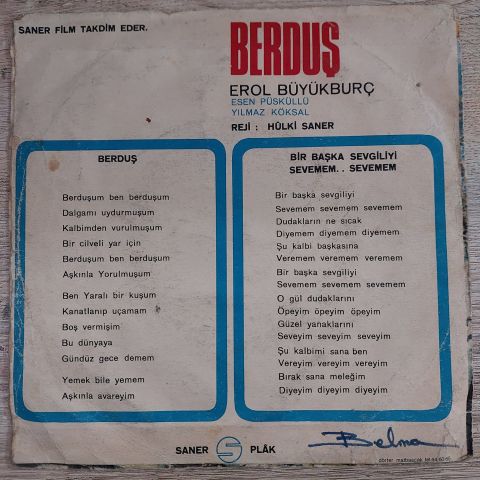 SANER FİLM TAKDİM EDER.
BERDUŞ
EROL BÜYÜKBURÇ
ESEN PÜSKÜLLÜ
YILMAZ KÖKSAL
REJİ : HÜLKİ SANER
BERDUŞ
Berduşum ben berduşum
Dalgamı uydurmuşum
Kalbimden vurulmuşum
Bir cilveli yar için
Berduşum ben berduşum
Aşkınla Yorulmuşum
Ben Yaralı bir kuşum
Kanatlanıp uçamam
Boş vermişim
Bu dünyaya
Gündüz gece demem
Yemek bile yemem
Aşkınla avareyim
BİR BAŞKA SEVGİLİYİ
SEVEMEM. . SEVEMEM
Bir başka sevgiliyi
Sevemem sevemem sevemem
Dudakların ne sıcak
Diyemem diyemem diyemem
Şu kalbi başkasına
Veremem veremem veremem
Bir başka sevgiliyi
Sevemem sevemem sevemem
O gül dudaklarını
Öpeyim öpeyim öpeyim
Güzel yanaklarını
Seveyim seveyim seveyim
Şu kalbimi sana ben
Vereyim vereyim vereyim
Bırak sana meleğim
Diyleyim diyeyim diyeyim
SANER S PLÂK
Belma